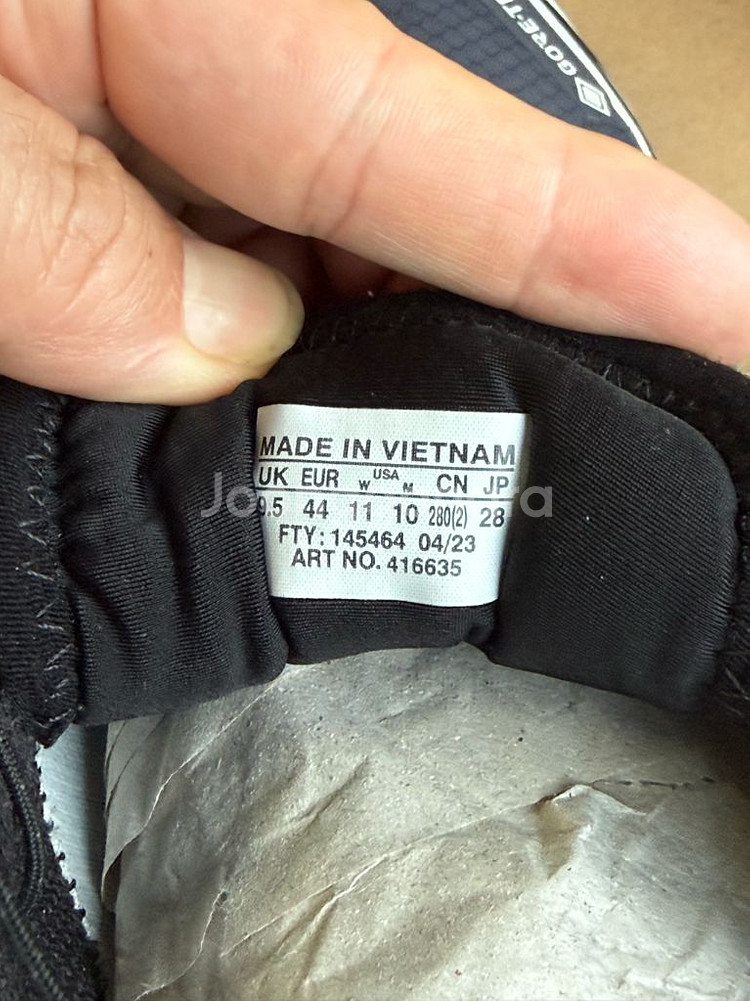 GORE-T
MADE IN VIETNAM
UK EUR W USA M CN JP
9.5 44 11 10 280(2) 28
FTY: 145464 04/23
ART NO. 416635